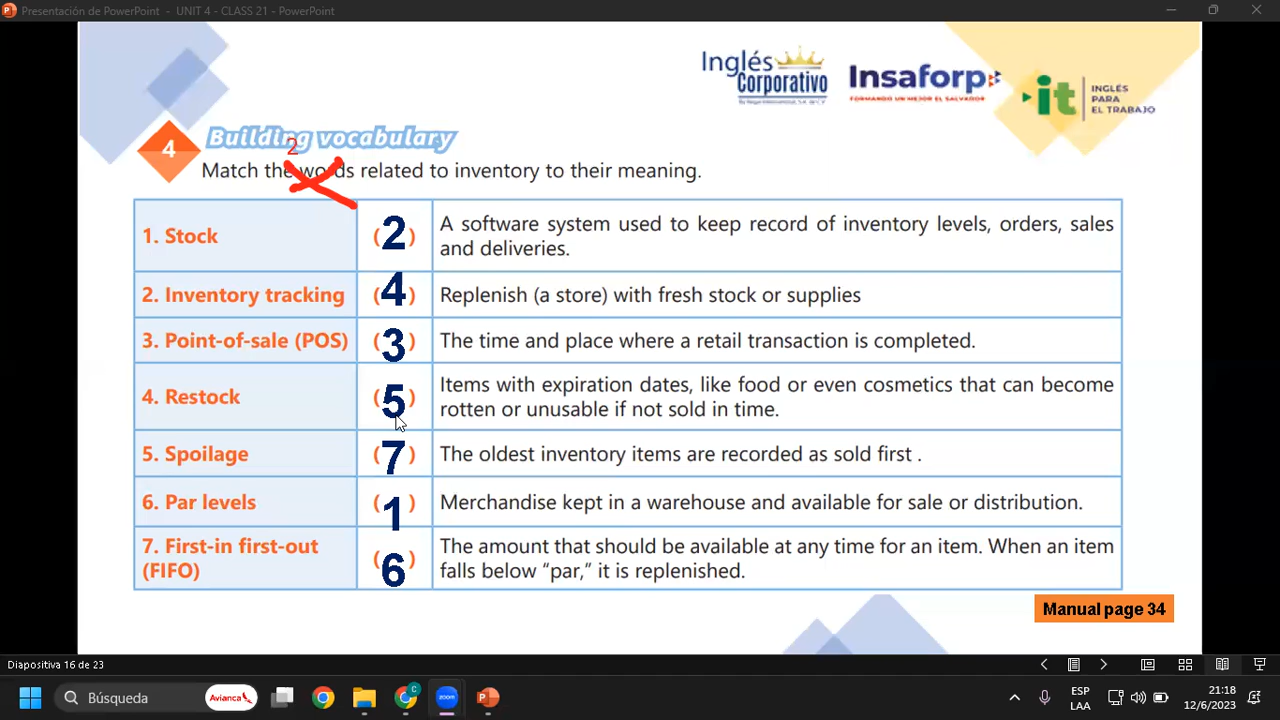 Presentación de PowerPoint - UNIT 4 - CLASS 21 - PowerPoint
Inglés
Corporativo
Insaforp
FORMANDO UN MEJOR EL SALVADOR
it
INGLÉS
PARA
EL TRABAJO
4
Building vocabulary
2
Match the words related to inventory to their meaning.
1. Stock
(2)
A software system used to keep record of inventory levels, orders, sales
and deliveries.
2. Inventory tracking
(4)
Replenish (a store) with fresh stock or supplies
3. Point-of-sale (POS)
(3)
The time and place where a retail transaction is completed.
4. Restock
(5)
Items with expiration dates, like food or even cosmetics that can become
rotten or unusable if not sold in time.
5. Spoilage
(7)
The oldest inventory items are recorded as sold first .
6. Par levels
(1)
Merchandise kept in a warehouse and available for sale or distribution.
7. First-in first-out
(FIFO)
(6)
The amount that should be available at any time for an item. When an item
falls below “par,” it is replenished.
Manual page 34
Diapositiva 16 de 23
Búsqueda
Avianca
C
zoom
ESP
LAA
21:18
12/6/2023